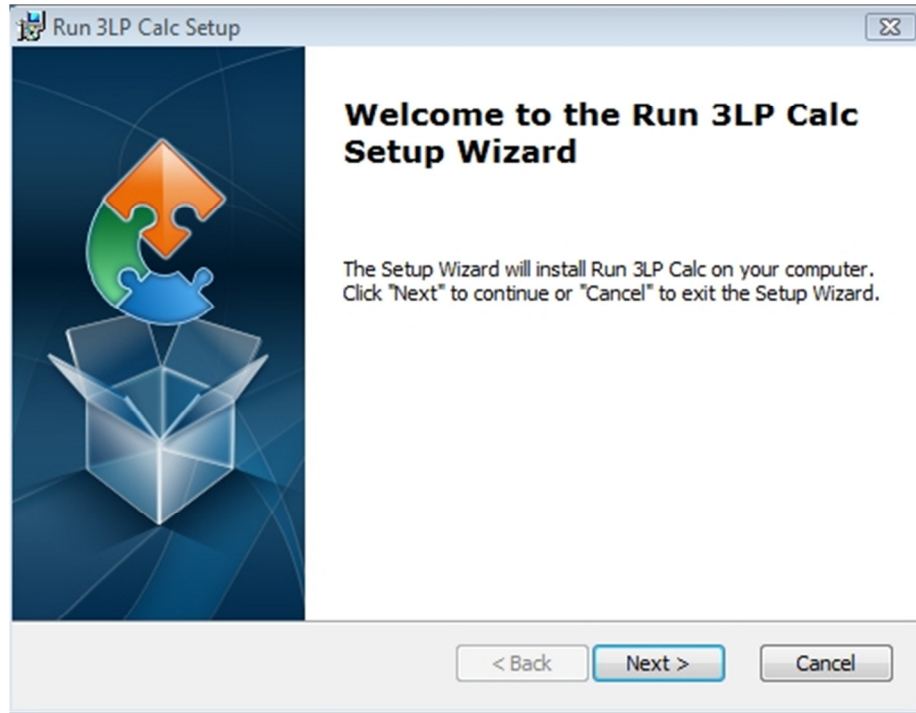 Run 3LP Calc Setup
Welcome to the Run 3LP Calc
Setup Wizard
The Setup Wizard will install Run 3LP Calc on your computer.
Click "Next" to continue or "Cancel" to exit the Setup Wizard.
< Back Next > Cancel